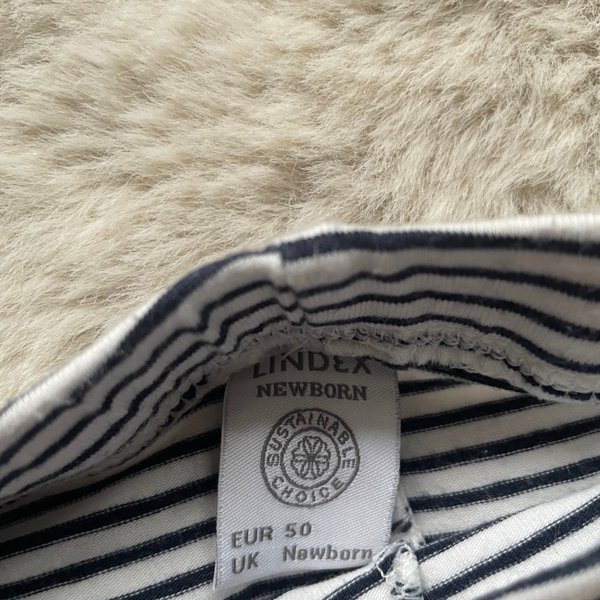 LINDEX
NEWBORN
SUSTAINABLE
CHOICE
EUR 50
UK Newborn